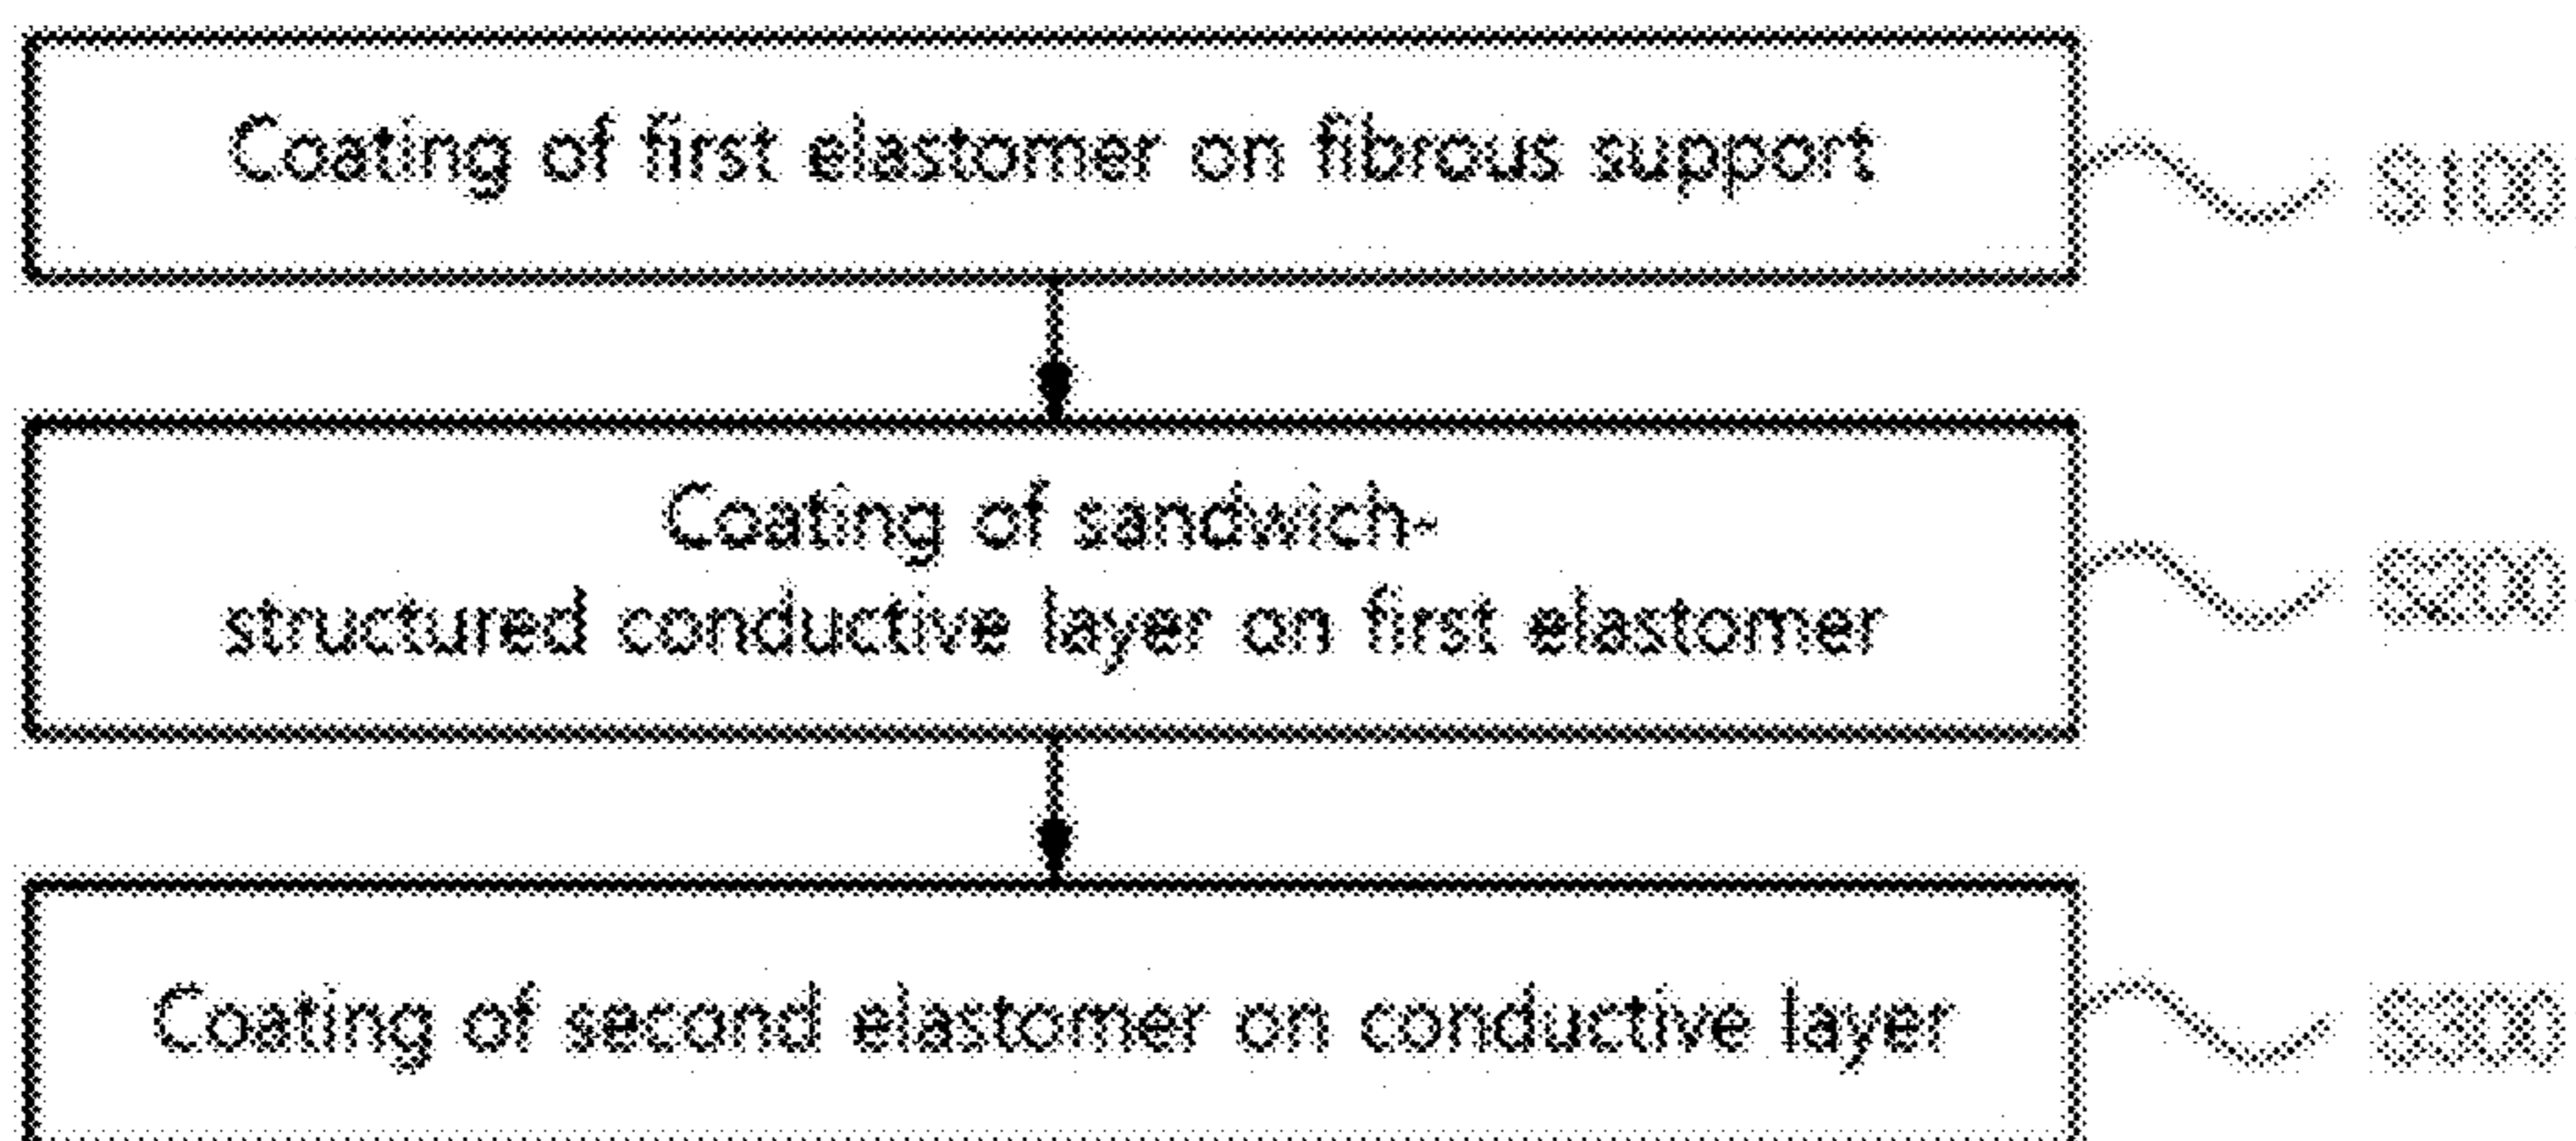 Coating of first elastomer on fibrous support
S100
Coating of sandwich-
structured conductive layer on first elastomer
S200
Coating of second elastomer on conductive layer
S300